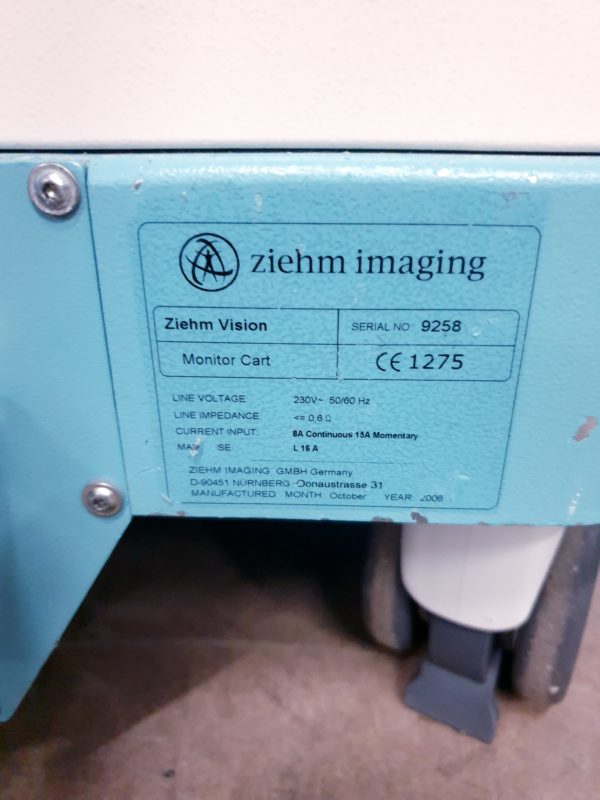 ziehm imaging
Ziehm Vision SERIAL NO 9258
Monitor Cart CE 1275
LINE VOLTAGE 230V~ 50/60 Hz
LINE IMPEDANCE <= 0,6 Ω
CURRENT INPUT: 8A Continuous 15A Momentary
L 16 A
ZIEHM IMAGING GMBH Germany
D-90451 NÜRNBERG Donaustrasse 31
MANUFACTURED MONTH: October YEAR 2006